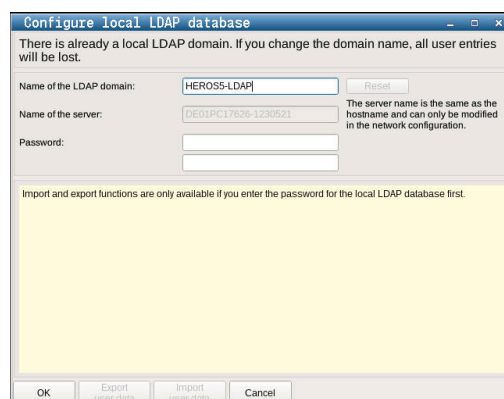 Configure local LDAP database
There is already a local LDAP domain. If you change the domain name, all user entries
will be lost.
Name of the LDAP domain:
HEROS5-LDAP
Reset
Name of the server:
DE01PC17626-1230521
The server name is the same as the
hostname and can only be modified
in the network configuration.
Password:
Import and export functions are only available if you enter the password for the local LDAP database first.
OK
Export
user data
Import
user data
Cancel